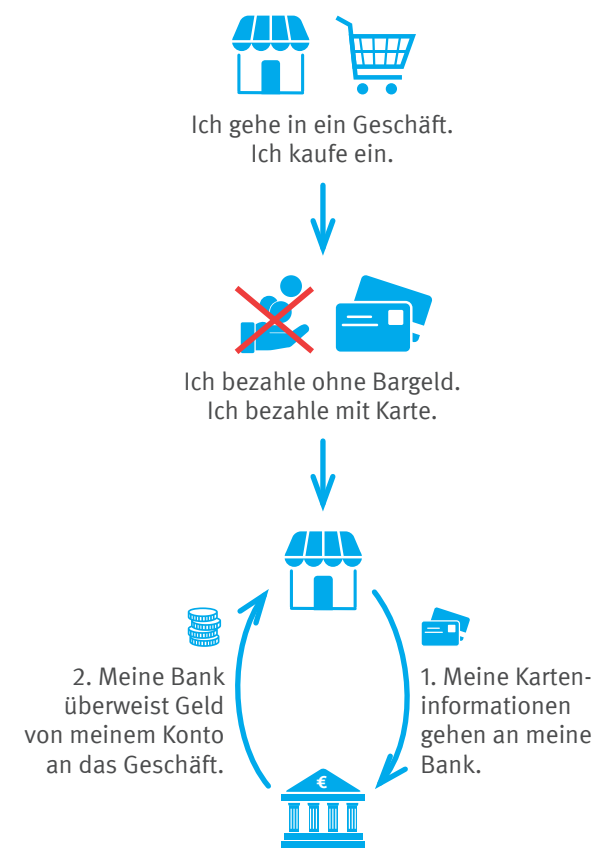 Ich gehe in ein Geschäft.
Ich kaufe ein.
Ich bezahle ohne Bargeld.
Ich bezahle mit Karte.
1. Meine Karten-
informationen
gehen an meine
Bank.
2. Meine Bank
überweist Geld
von meinem Konto
an das Geschäft.
€